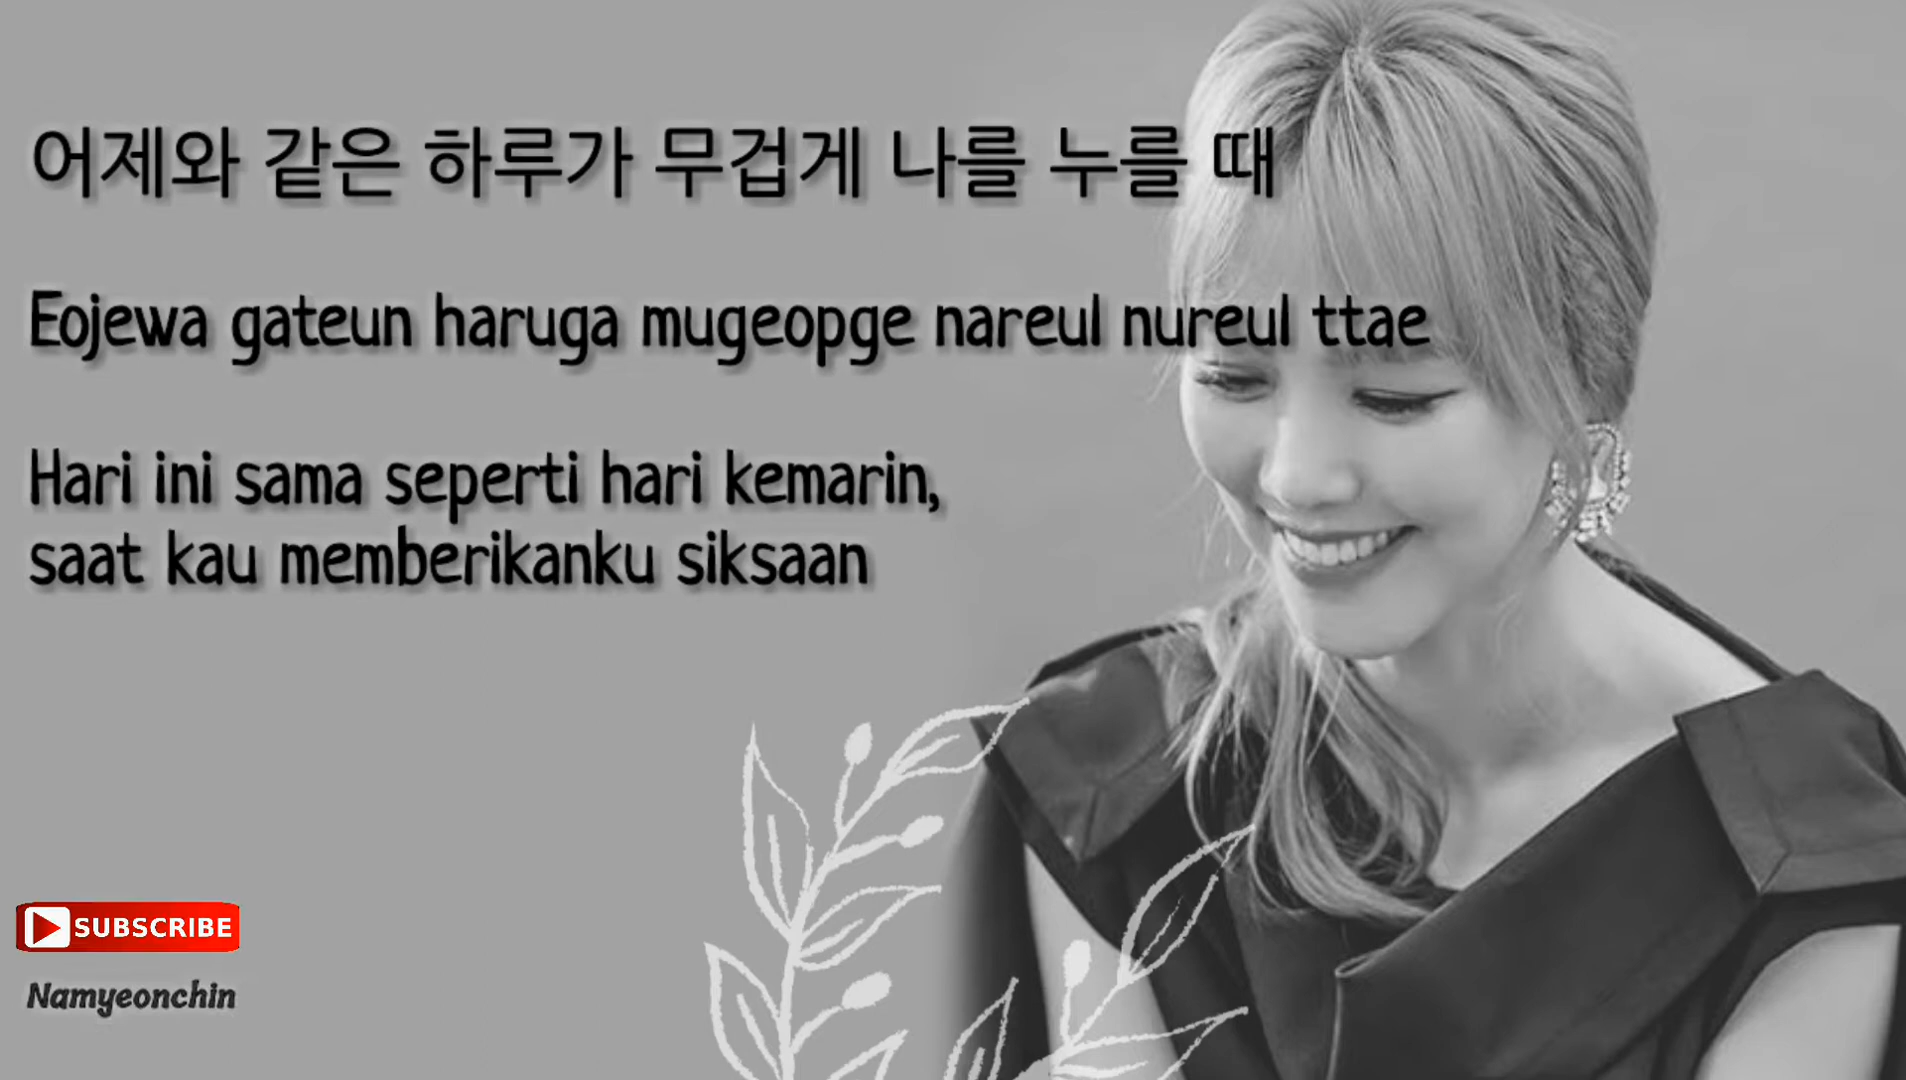 어제와 같은 하루가 무겁게 나를 누를 때
Eojewa gateun haruga mugeopge nareul nureul ttae
Hari ini sama seperti hari kemarin,
saat kau memberikanku siksaan
SUBSCRIBE
Namyeonchin